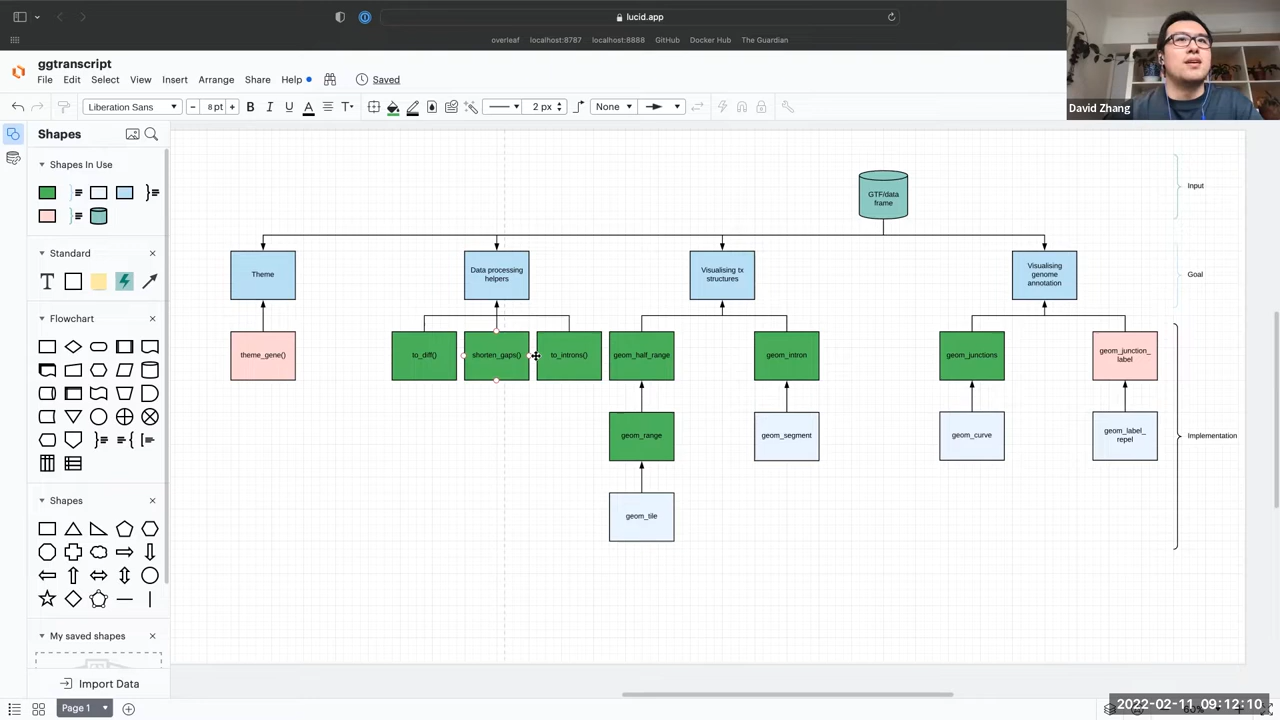 lucid.app
overleaf localhost:8787 localhost:8888 GitHub Docker Hub The Guardian
ggtranscript
File Edit Select View Insert Arrange Share Help Saved
Liberation Sans - 8 pt + B I U A T 2 px None
Shapes
Shapes In Use
Standard
T
Flowchart
Shapes
My saved shapes
Import Data
Page 1
David Zhang
GTF/data
frame
Input
Theme
Data processing
helpers
Visualising tx
structures
Visualising
genome
annotation
Goal
theme_gene()
to_diff()
shorten_gaps()
to_introns()
geom_half_range
geom_intron
geom_junctions
geom_junction_
label
geom_range
geom_segment
geom_curve
geom_label_
repel
Implementation
geom_tile
2022-02-11 09:12:10